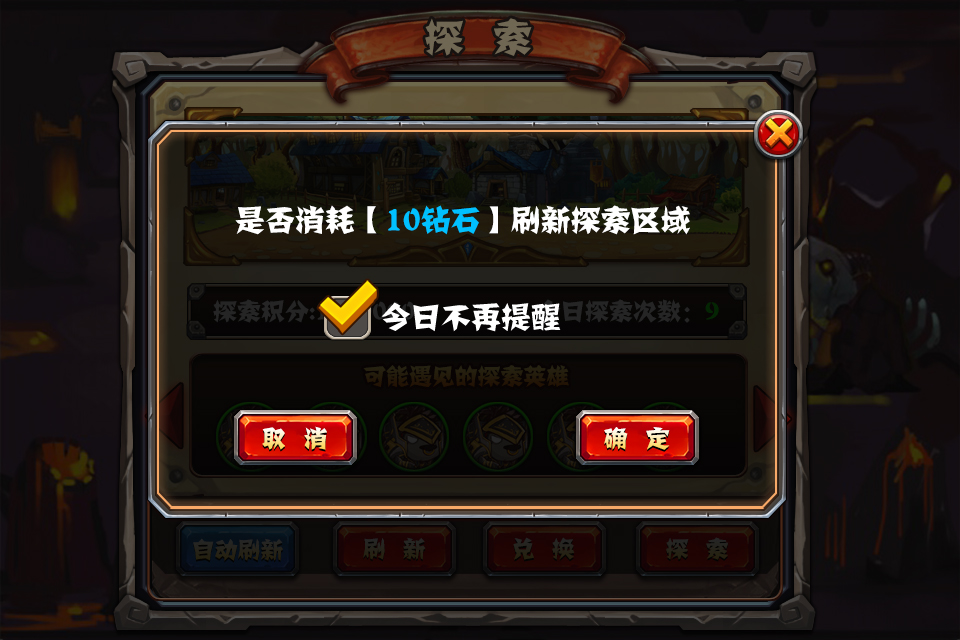 探索
是否消耗【10钻石】刷新探索区域
探索积分:
日探索次数: 9
今日不再提醒
可能遇见的探索英雄
取消 确定
自动刷新 刷新 兑换 探索